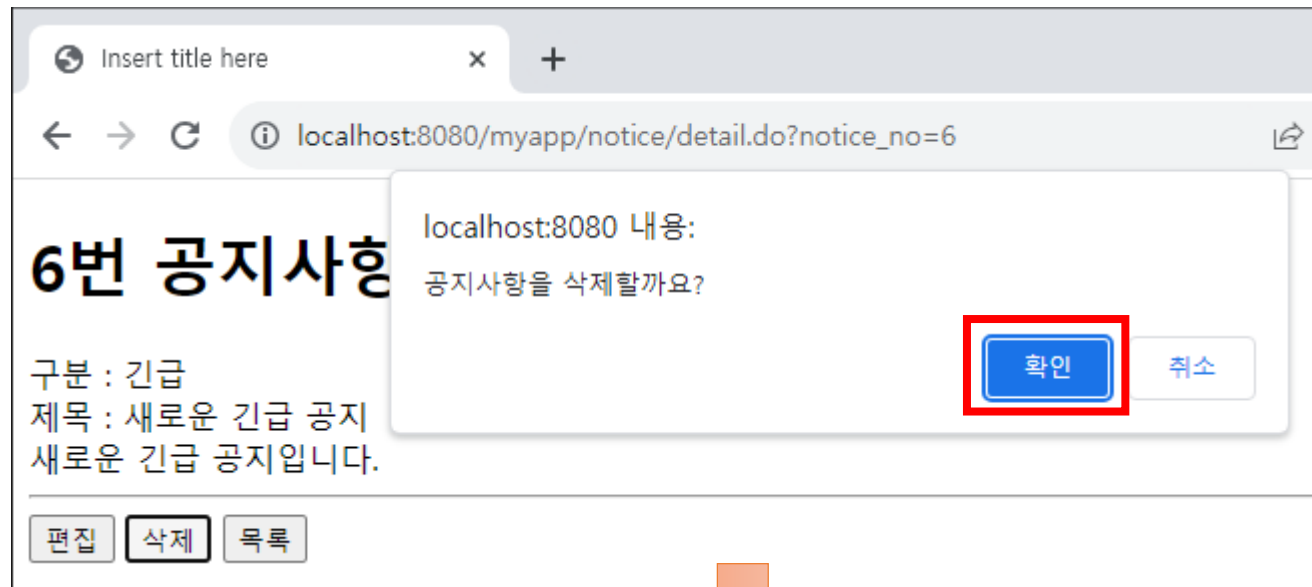 Insert title here
localhost:8080/myapp/notice/detail.do?notice_no=6
localhost:8080 내용:
공지사항을 삭제할까요?
확인 취소
6번 공지사항
구분 : 긴급
제목 : 새로운 긴급 공지
새로운 긴급 공지입니다.
편집 삭제 목록